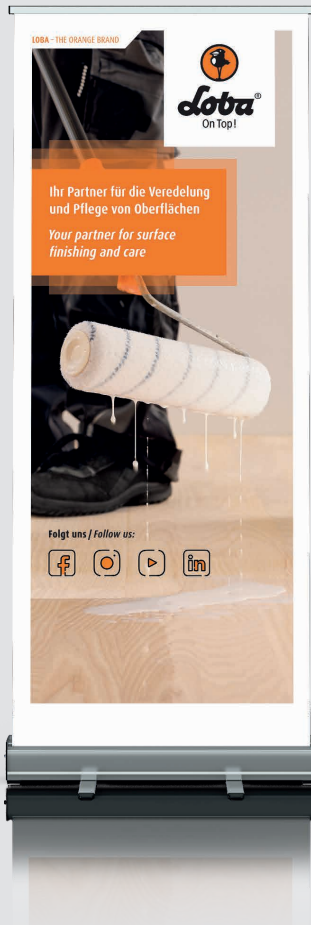 LOBA – THE ORANGE BRAND
Loba®
On Top!
Ihr Partner für die Veredelung
und Pflege von Oberflächen
Your partner for surface
finishing and care
Folgt uns / Follow us:
f
in